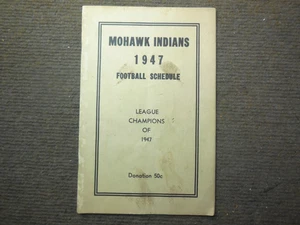 MOHAWK INDIANS
1947
FOOTBALL SCHEDULE
LEAGUE
CHAMPIONS
OF
1947
Donation 50c